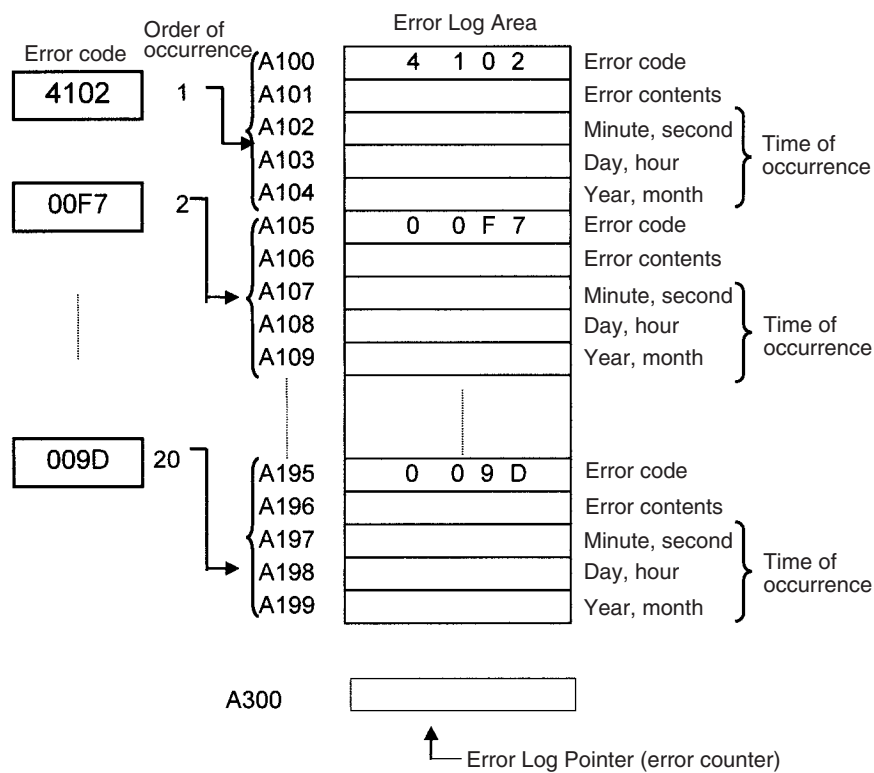 Error Log Area
Order of
occurrence
Error code
A100 4 1 0 2 Error code
4102 1
A101 Error contents
A102 Minute, second
A103 Day, hour
Time of
occurrence
A104 Year, month
00F7 2
A105 0 0 F 7 Error code
A106 Error contents
A107 Minute, second
A108 Day, hour
Time of
occurrence
A109 Year, month
009D 20
A195 0 0 9 D Error code
A196 Error contents
A197 Minute, second
A198 Day, hour
Time of
occurrence
A199 Year, month
A300
Error Log Pointer (error counter)